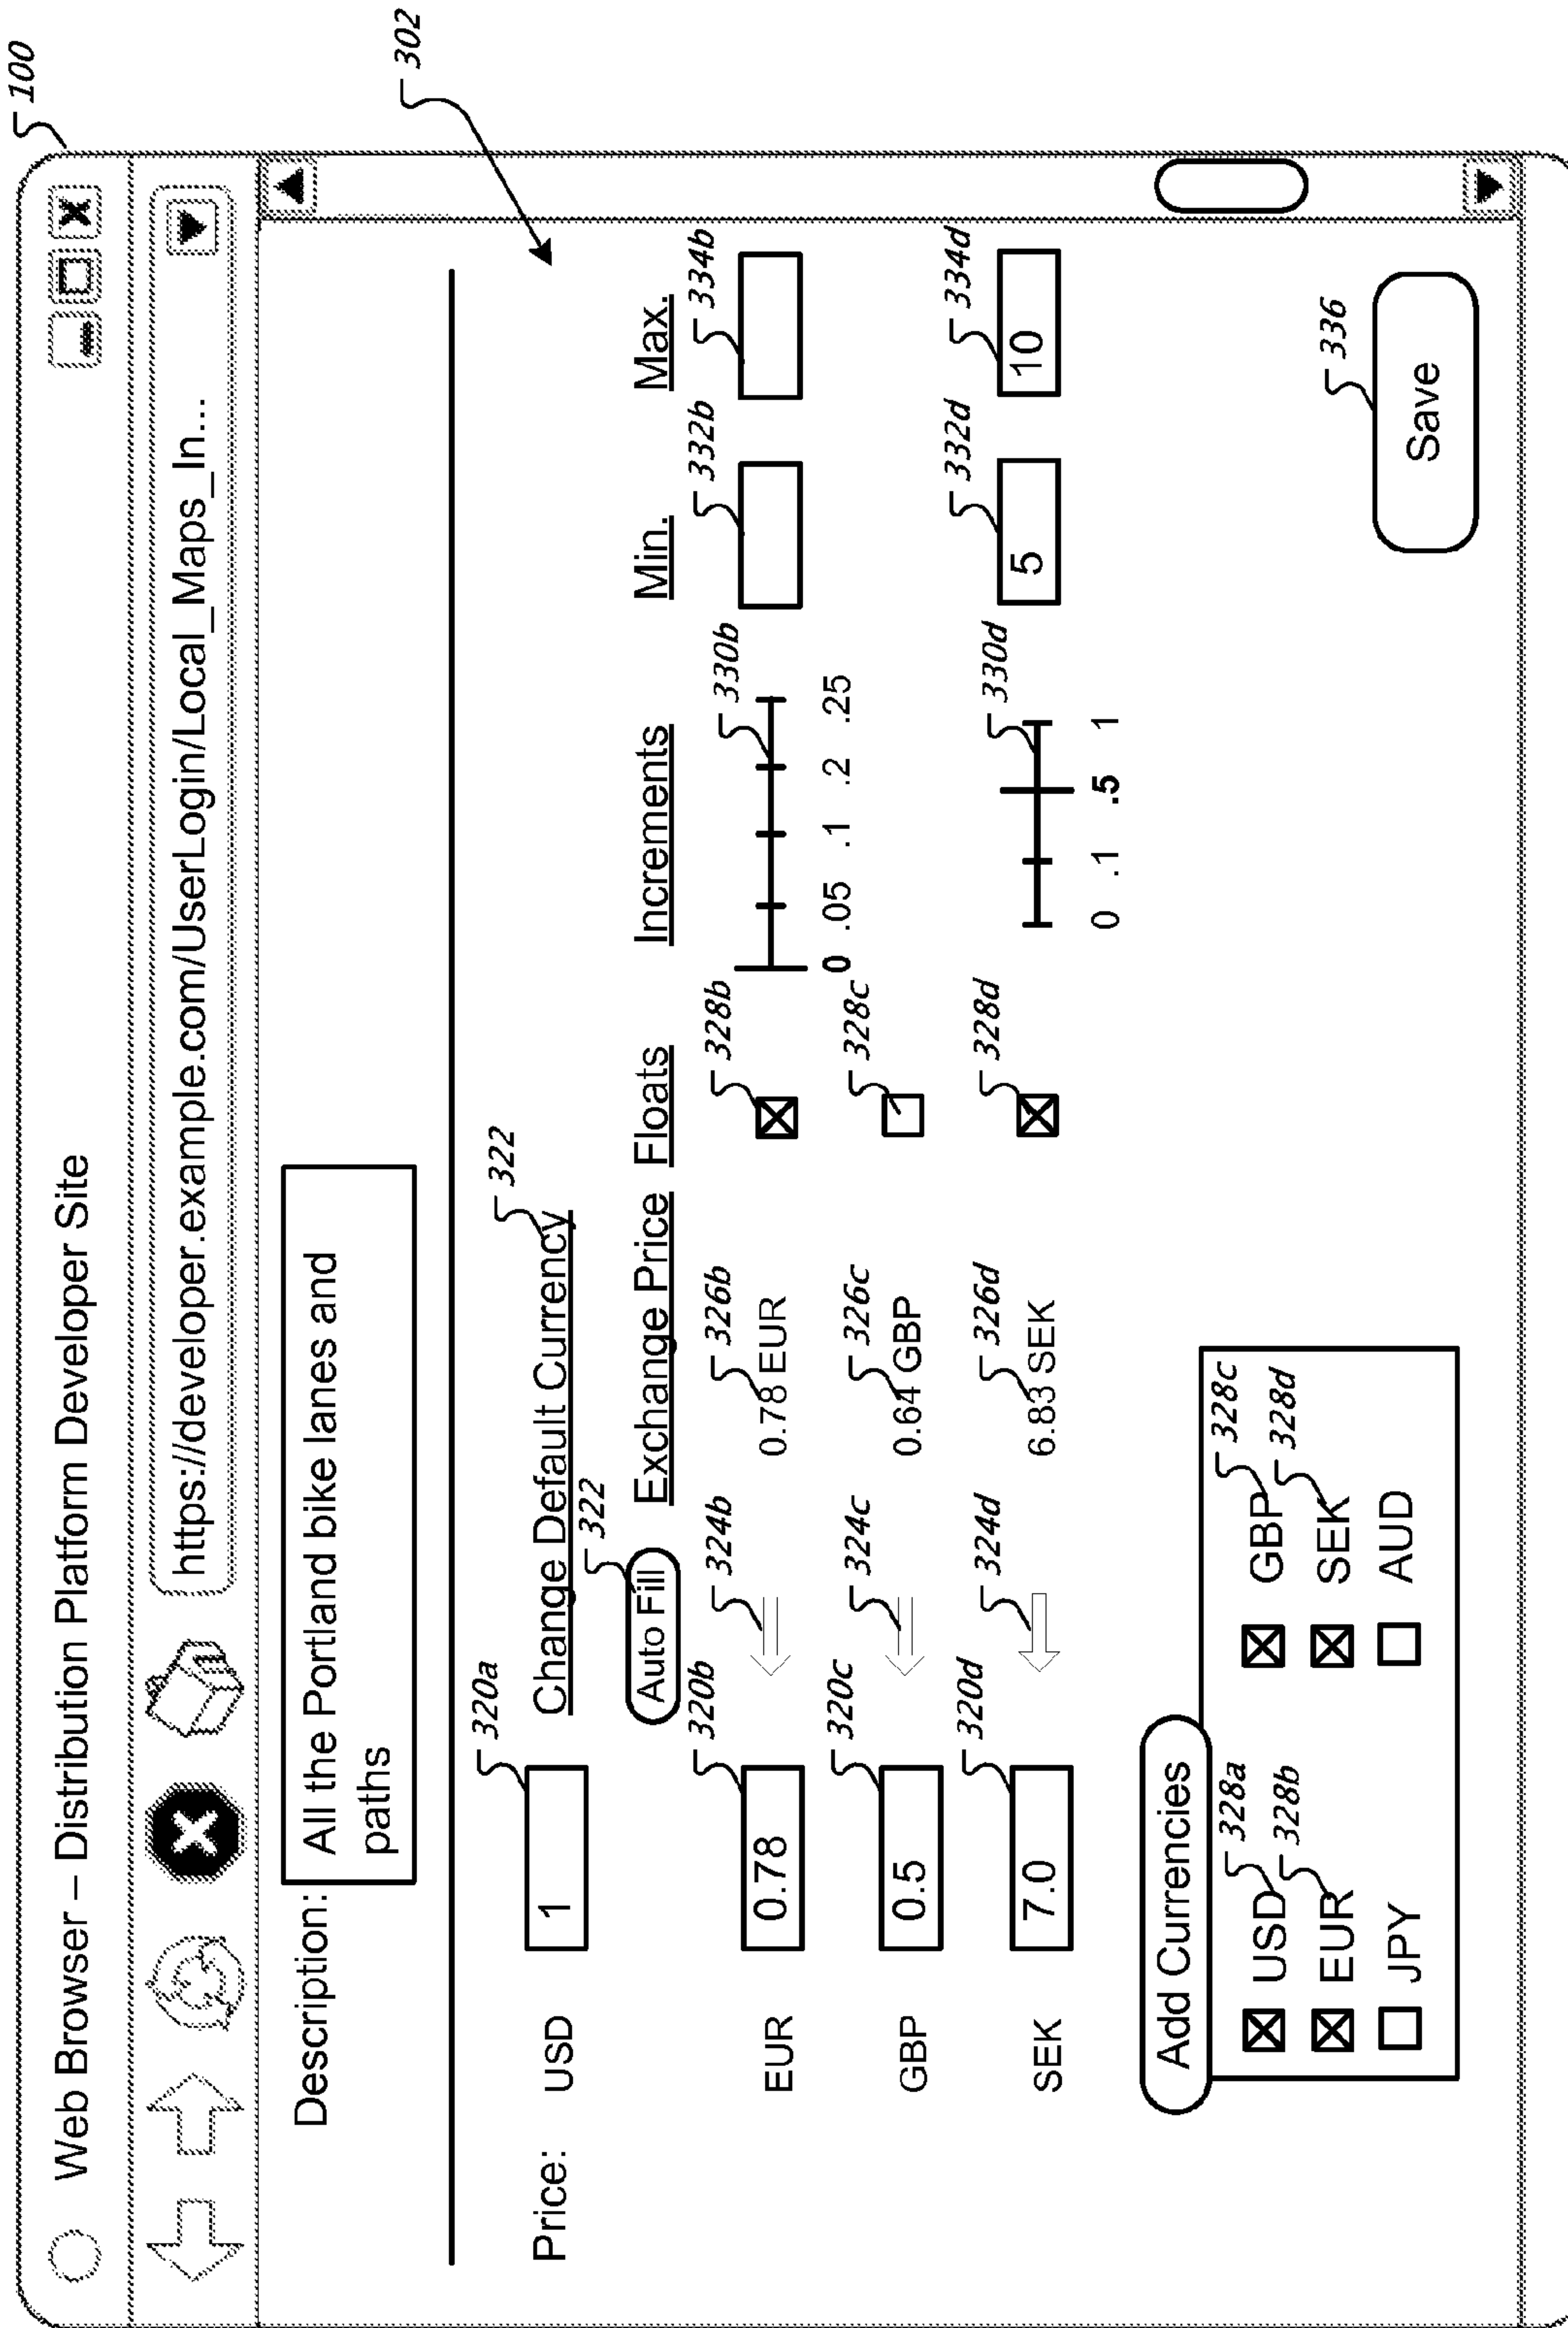 100
Web Browser – Distribution Platform Developer Site
https://developer.example.com/UserLogin/Local_Maps_In...
302
Description: All the Portland bike lanes and
paths
320a
322
Price: USD 1 Change Default Currency
322
Auto Fill Exchange Price Floats Increments Min. Max.
320b 324b 326b 328b 330b 332b 334b
EUR 0.78 0.78 EUR
0 .05 .1 .2 .25
320c 324c 326c 328c
GBP 0.5 0.64 GBP
320d 324d 326d 328d 330d 332d 334d
SEK 7.0 6.83 SEK 5 10
0 .1 .5 1
Add Currencies
328a 328c
USD GBP
328b 328d
EUR SEK
JPY AUD
336
Save